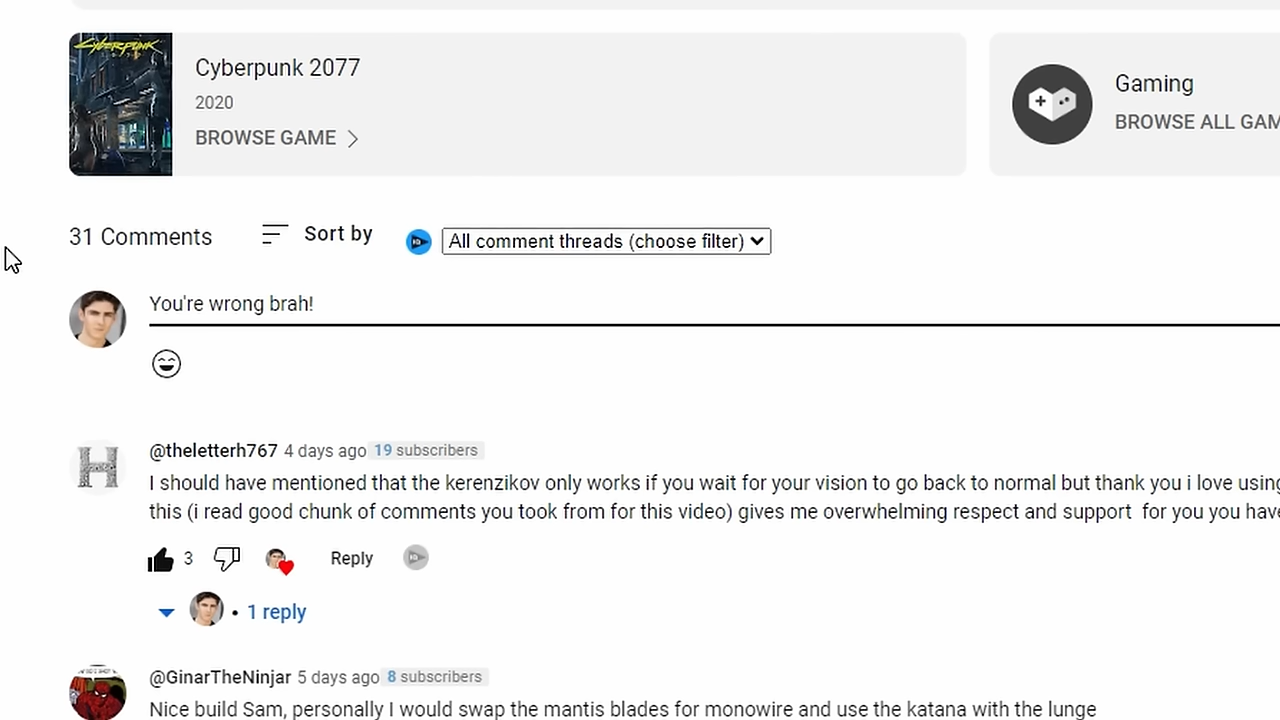 Cyberpunk
2077
Cyberpunk 2077
2020
BROWSE GAME
Gaming
BROWSE ALL GAM
31 Comments
Sort by
All comment threads (choose filter)
You're wrong brah!
@theletterh767 4 days ago 19 subscribers
I should have mentioned that the kerenzikov only works if you wait for your vision to go back to normal but thank you i love using
this (i read good chunk of comments you took from for this video) gives me overwhelming respect and support for you you have
3
Reply
• 1 reply
@GinarTheNinjar 5 days ago 8 subscribers
Nice build Sam, personally I would swap the mantis blades for monowire and use the katana with the lunge